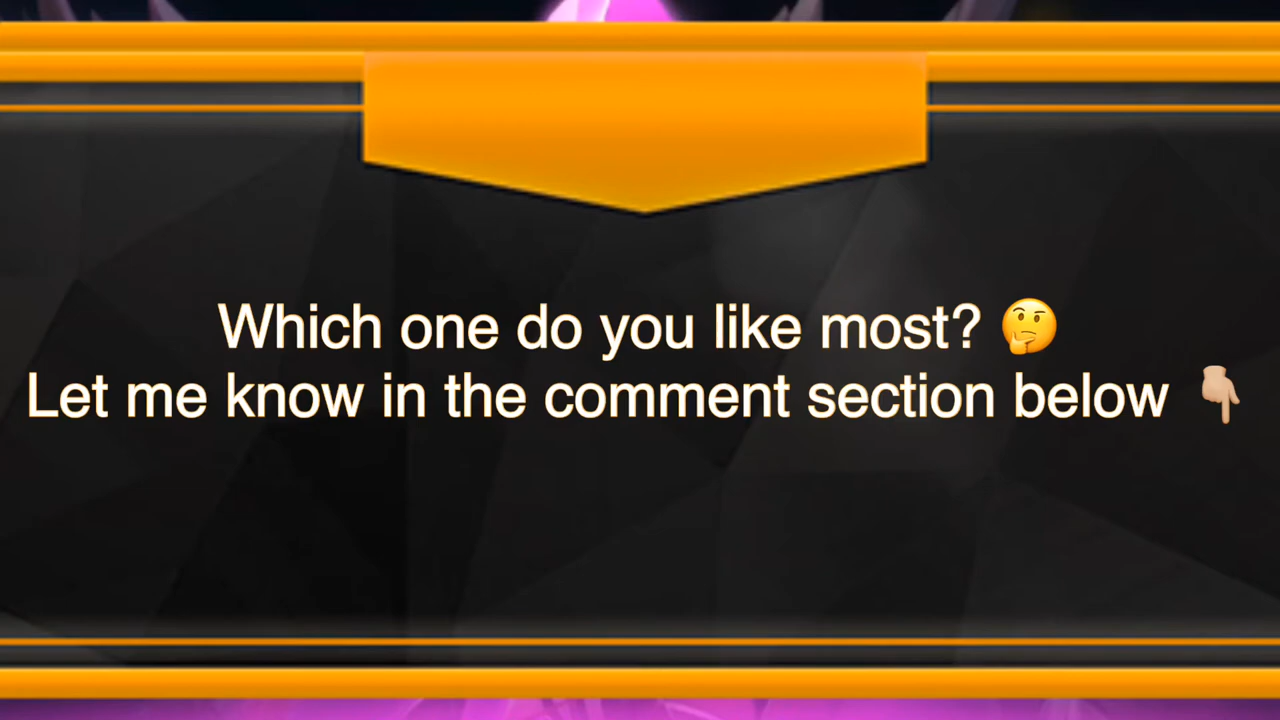 Which one do you like most? 🤔
Let me know in the comment section below 👇🏼